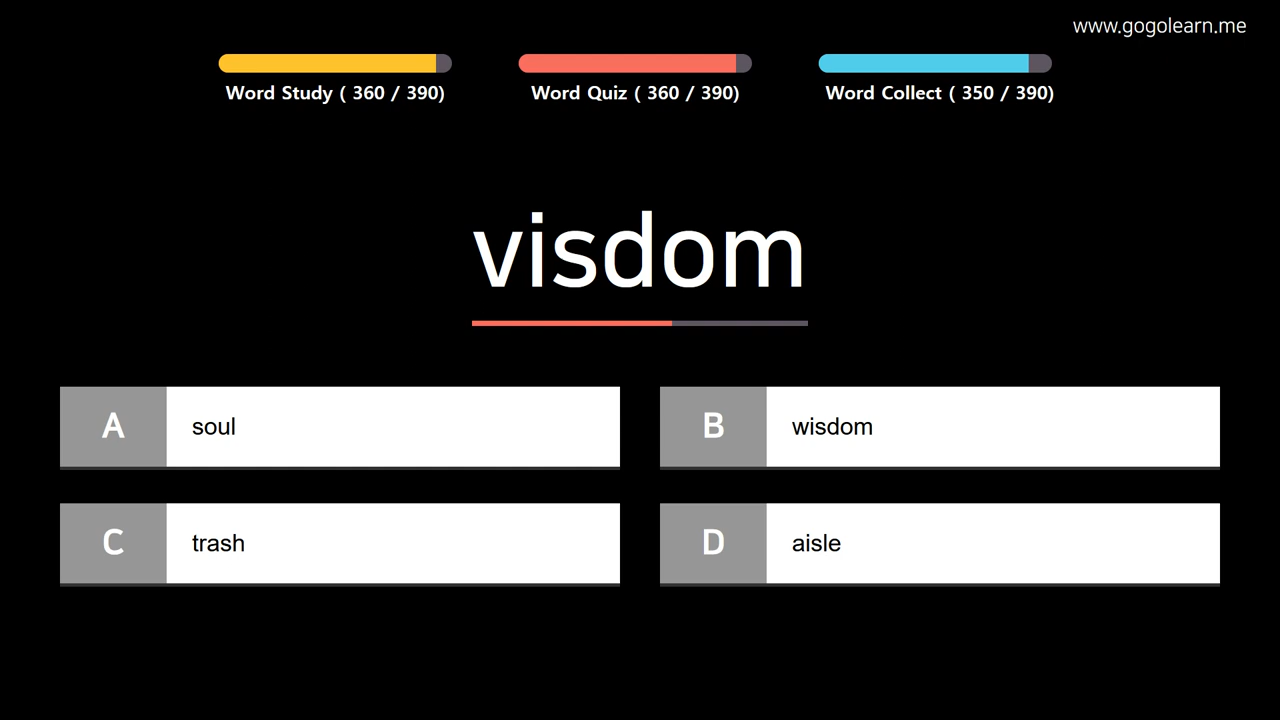 www.gogolearn.me
Word Study ( 360 / 390)
Word Quiz ( 360 / 390)
Word Collect ( 350 / 390)
visdom
A
soul
B
wisdom
C
trash
D
aisle